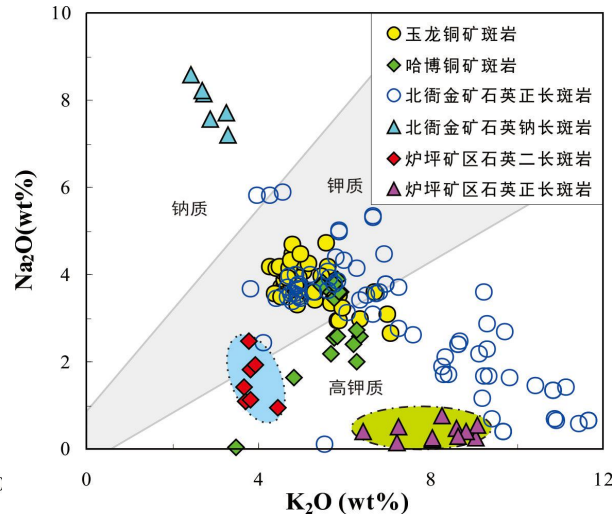 10
8
6
4
2
0
Na₂O(wt%)
玉龙铜矿斑岩
哈博铜矿斑岩
北衙金矿石英正长斑岩
北衙金矿石英钠长斑岩
炉坪矿区石英二长斑岩
炉坪矿区石英正长斑岩
钠质
钾质
高钾质
0 4 8 12
K₂O (wt%)